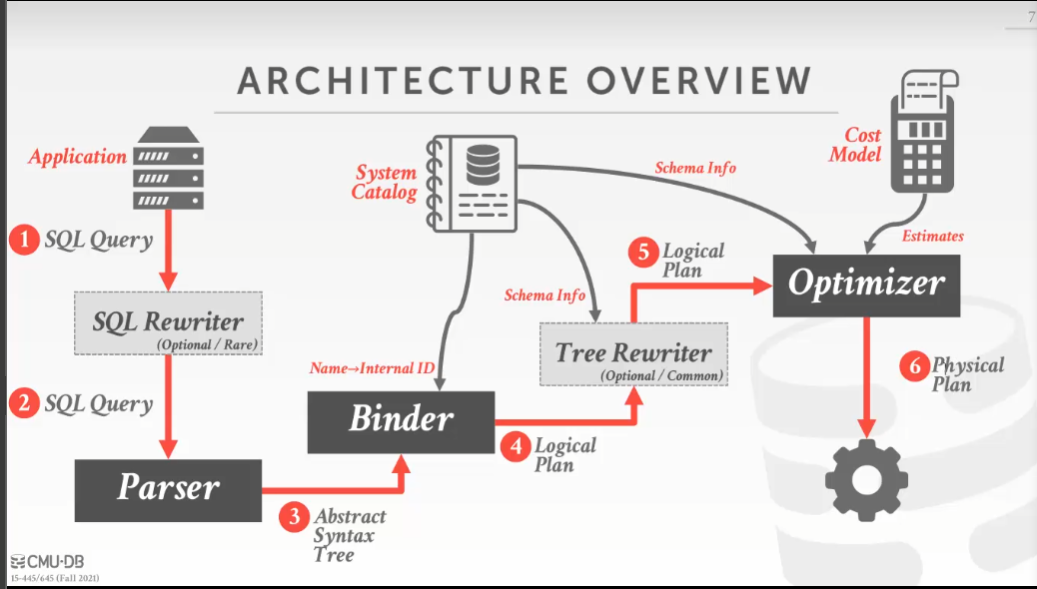 7
ARCHITECTURE OVERVIEW
Application
1 SQL Query
SQL Rewriter
(Optional / Rare)
2 SQL Query
Parser
3 Abstract
Syntax
Tree
System
Catalog
Name→Internal ID
Binder
4 Logical
Plan
Schema Info
Tree Rewriter
(Optional / Common)
5 Logical
Plan
Schema Info
Cost
Model
Estimates
Optimizer
6 Physical
Plan
CMU·DB
15-445/645 (Fall 2021)